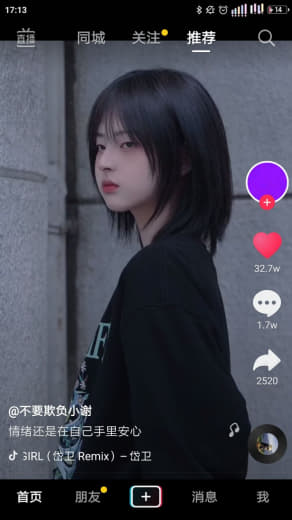 17:13
14
直播
同城
关注
推荐
32.7w
1.7w
2520
@不要欺负小谢
情绪还是在自己手里安心
GIRL（岱卫 Remix）– 岱卫
首页
朋友
消息
我